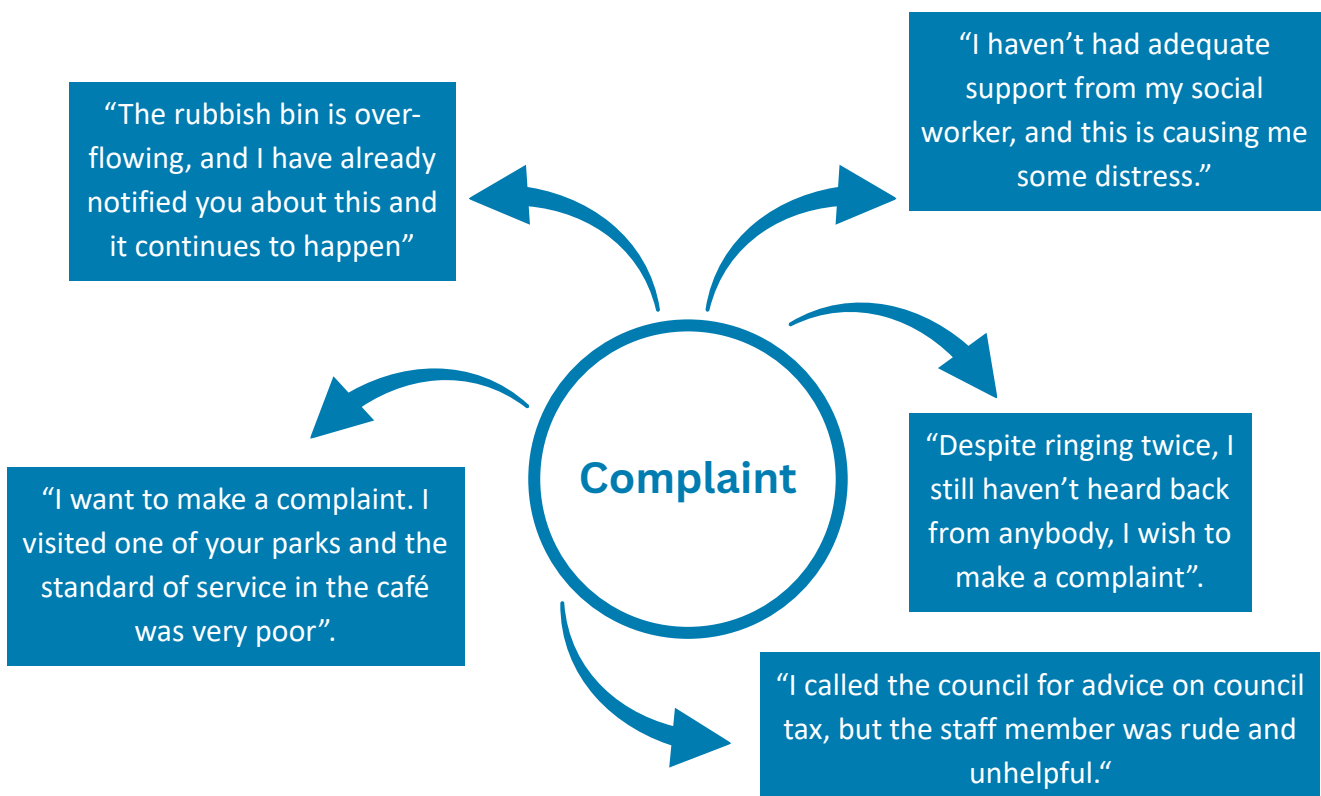 “I haven’t had adequate
support from my social
worker, and this is causing me
some distress.”
“The rubbish bin is over-
flowing, and I have already
notified you about this and
it continues to happen”
Complaint
“Despite ringing twice, I
still haven’t heard back
from anybody, I wish to
make a complaint”.
“I want to make a complaint. I
visited one of your parks and the
standard of service in the café
was very poor”.
“I called the council for advice on council
tax, but the staff member was rude and
unhelpful.“